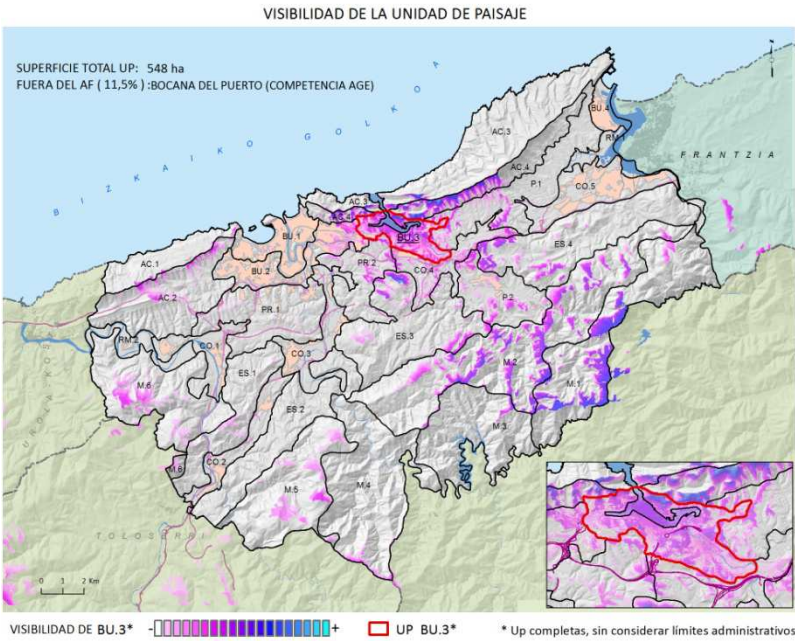 VISIBILIDAD DE LA UNIDAD DE PAISAJE
SUPERFICIE TOTAL UP: 548 ha
FUERA DEL AF ( 11,5% ) :BOCANA DEL PUERTO (COMPETENCIA AGE)
BIZKAIKO GOLKOA
FRANTZIA
BU.4
RM.1
AC.3
AC.4
P.1
CO.5
AC.3
AS.4
BU.3
BU.1
BU.2
PR.2
CO.4
ES.4
AC.1
AC.2
PR.1
P.2
RM.2
CO.1
CO.3
ES.3
ES.1
M.2
M.1
M.6
ES.2
M.3
M.6
CO.2
M.5
M.4
TOLOSERRI
0 1 2 Km
VISIBILIDAD DE BU.3* - + UP BU.3* * Up completas, sin considerar límites administrativos